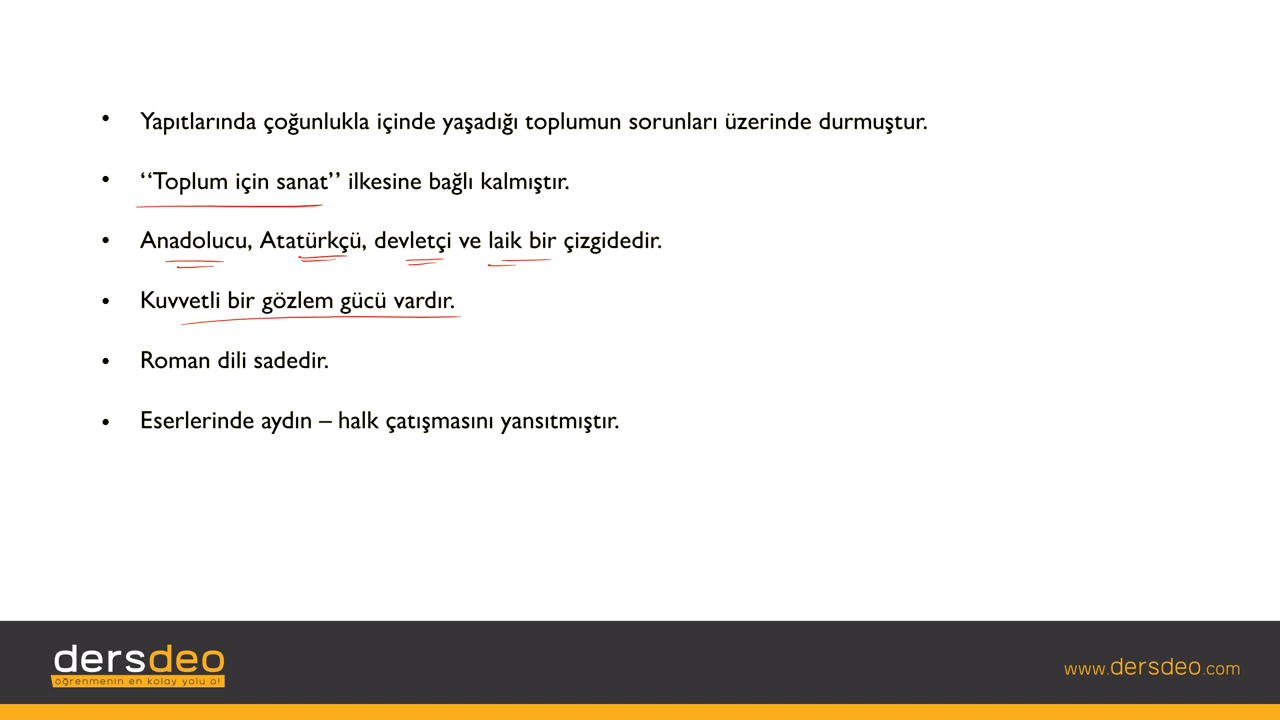 • Yapıtlarında çoğunlukla içinde yaşadığı toplumun sorunları üzerinde durmuştur.
• ‘‘Toplum için sanat’’ ilkesine bağlı kalmıştır.
• Anadolucu, Atatürkçü, devletçi ve laik bir çizgidedir.
• Kuvvetli bir gözlem gücü vardır.
• Roman dili sadedir.
• Eserlerinde aydın – halk çatışmasını yansıtmıştır.
dersdeo
öğrenmenin en kolay yolu o!
www.dersdeo.com